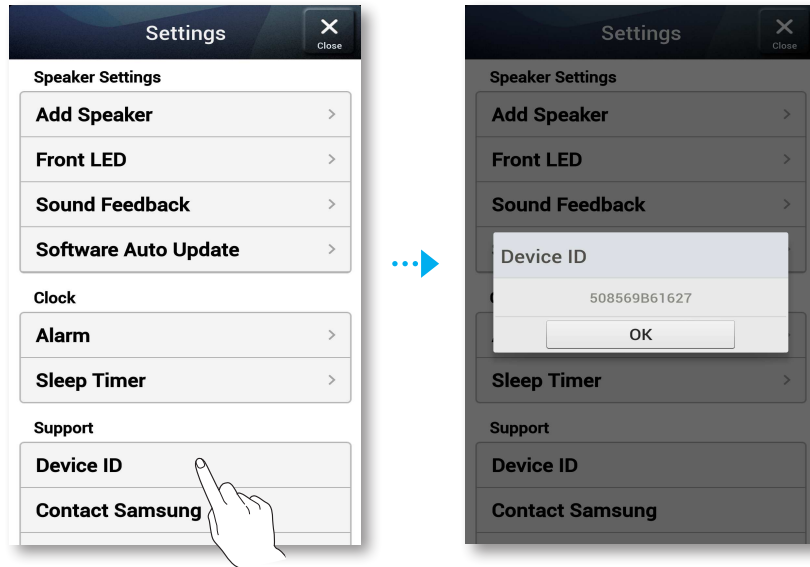 Settings
Close
Speaker Settings
Add Speaker
Front LED
Sound Feedback
Software Auto Update
Clock
Alarm
Sleep Timer
Support
Device ID
Contact Samsung
Settings
Close
Speaker Settings
Add Speaker
Front LED
Sound Feedback
Device ID
508569B61627
OK
Sleep Timer
Support
Device ID
Contact Samsung